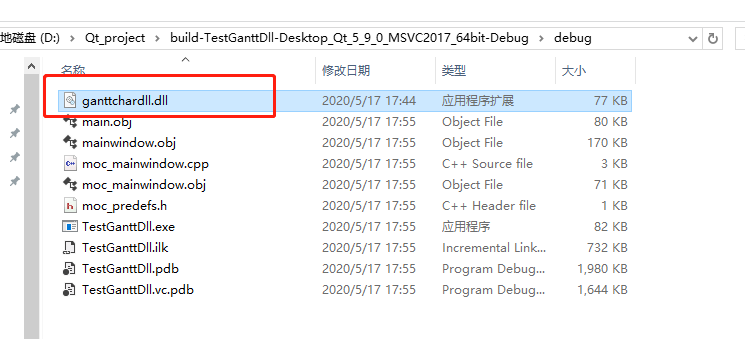 地磁盘 (D:) › Qt_project › build-TestGanttDll-Desktop_Qt_5_9_0_MSVC2017_64bit-Debug › debug
名称 修改日期 类型 大小
ganttchardll.dll 2020/5/17 17:44 应用程序扩展 77 KB
main.obj 2020/5/17 17:55 Object File 80 KB
mainwindow.obj 2020/5/17 17:55 Object File 170 KB
moc_mainwindow.cpp 2020/5/17 17:55 C++ Source file 3 KB
moc_mainwindow.obj 2020/5/17 17:55 Object File 71 KB
moc_predefs.h 2020/5/17 17:55 C++ Header file 1 KB
TestGanttDll.exe 2020/5/17 17:55 应用程序 82 KB
TestGanttDll.ilk 2020/5/17 17:55 Incremental Link... 732 KB
TestGanttDll.pdb 2020/5/17 17:55 Program Debug... 1,980 KB
TestGanttDll.vc.pdb 2020/5/17 17:55 Program Debug... 1,644 KB